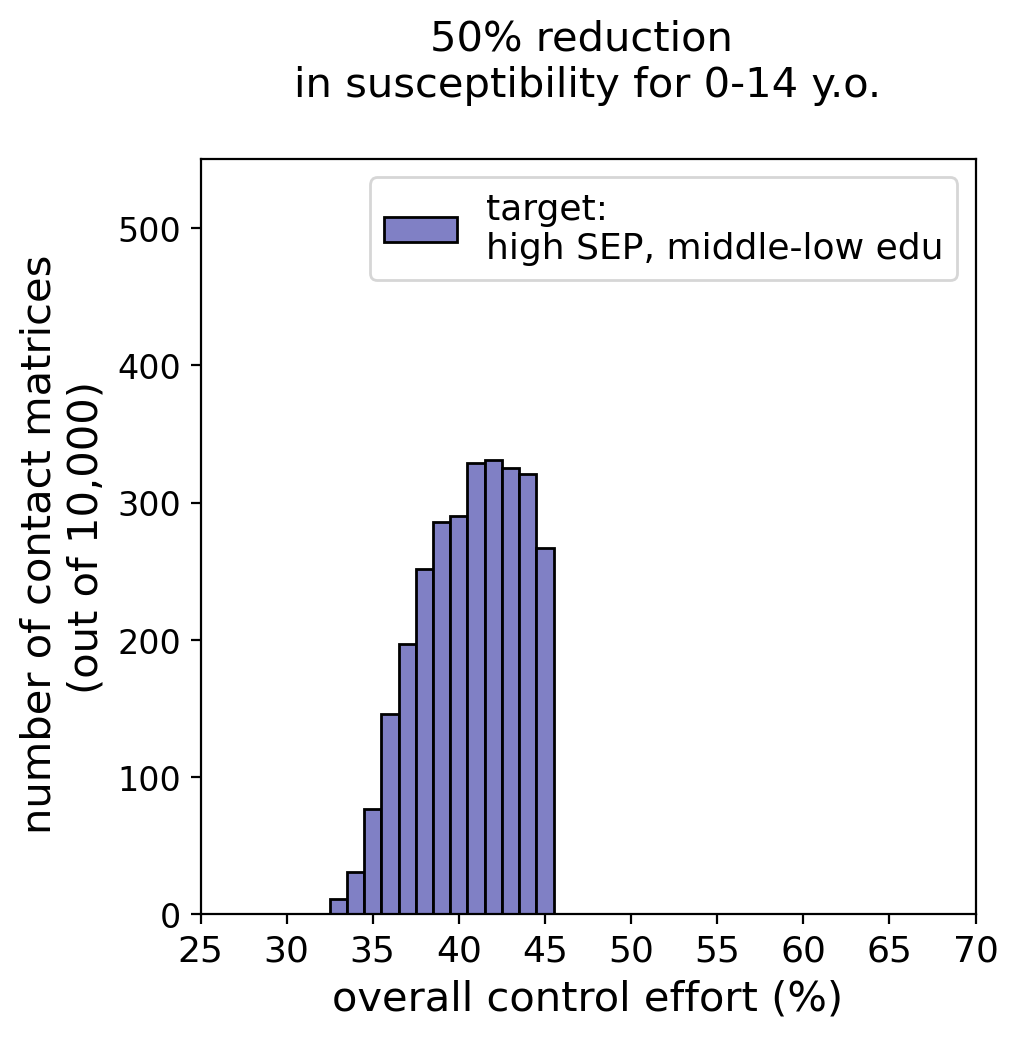 50% reduction
in susceptibility for 0-14 y.o.
target:
high SEP, middle-low edu
number of contact matrices
(out of 10,000)
500
400
300
200
100
0
25 30 35 40 45 50 55 60 65 70
overall control effort (%)